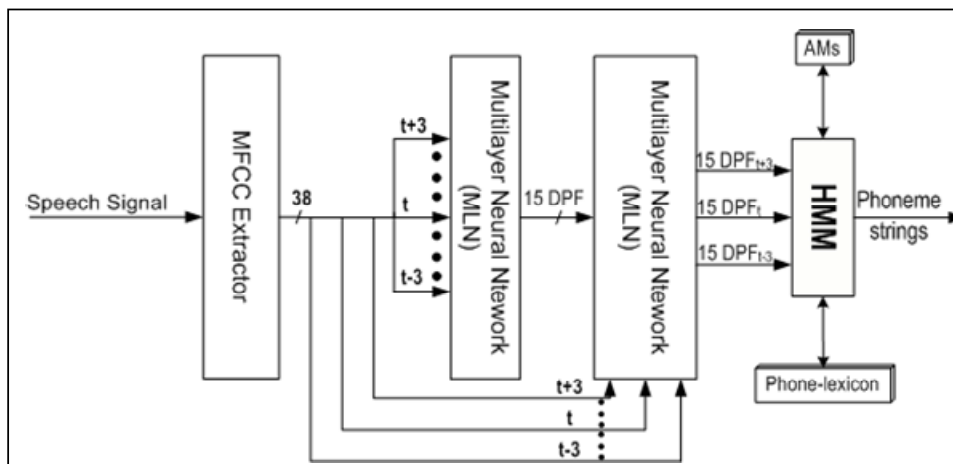 AMs
Speech Signal
MFCC Extractor
38
t+3
t
t-3
Multilayer Neural Ntework
(MLN)
15 DPF
Multilayer Neural Ntework
(MLN)
15 DPFt+3
15 DPFt
15 DPFt-3
HMM
Phoneme
strings
Phone-lexicon
t+3
t
t-3